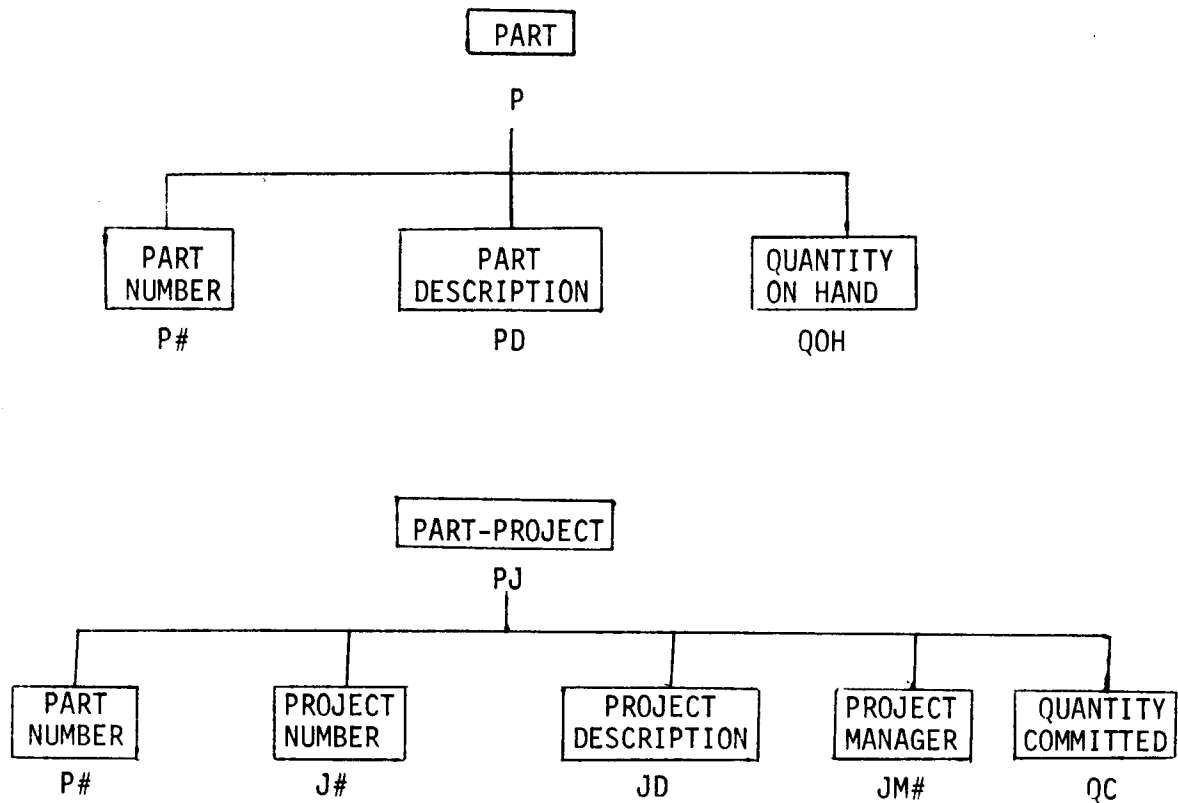 PART
P
PART NUMBER
PART DESCRIPTION
QUANTITY ON HAND
P# PD QOH
PART-PROJECT
PJ
PART NUMBER
PROJECT NUMBER
PROJECT DESCRIPTION
PROJECT MANAGER
QUANTITY COMMITTED
P# J# JD JM# QC